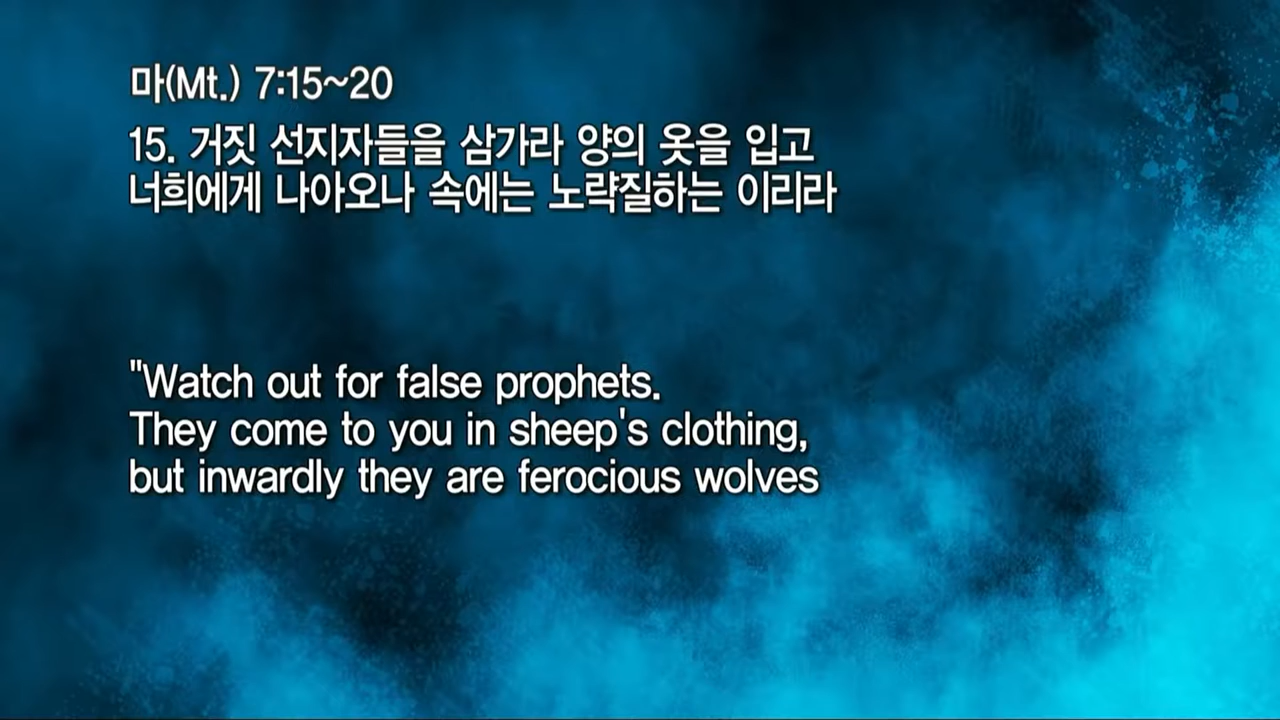 마(Mt.) 7:15~20
15. 거짓 선지자들을 삼가라 양의 옷을 입고
너희에게 나아오나 속에는 노략질하는 이리라
"Watch out for false prophets.
They come to you in sheep's clothing,
but inwardly they are ferocious wolves